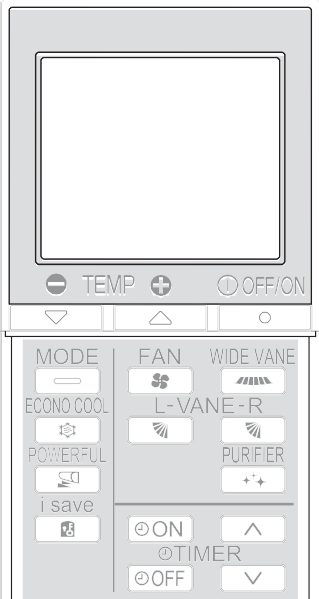 TEMP OFF/ON
MODE FAN WIDE VANE
ECONO COOL L-VANE-R
POWERFUL PURIFIER
i save
ON
TIMER
OFF